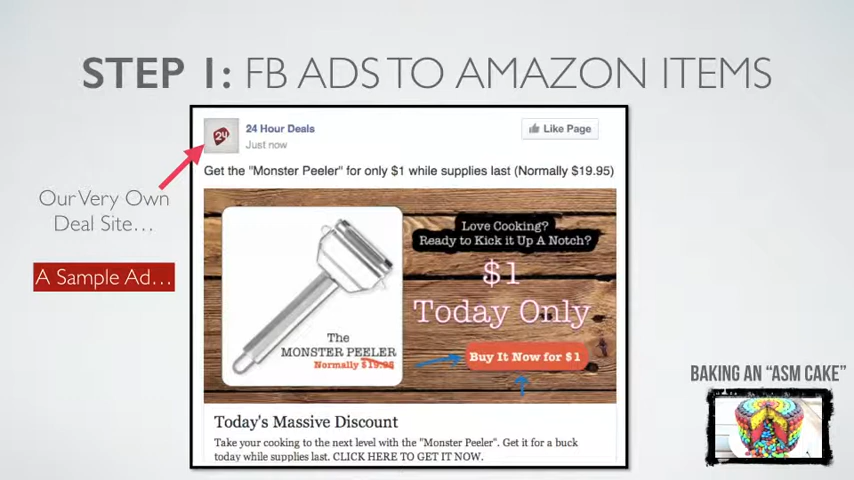 STEP 1: FB ADS TO AMAZON ITEMS
24 Hour Deals
Just now
Like Page
Get the "Monster Peeler" for only $1 while supplies last (Normally $19.95)
Our Very Own
Deal Site...
A Sample Ad...
24
Love Cooking?
Ready to Kick it Up A Notch?
$1
Today Only
The
MONSTER PEELER
Normally $19.95
Buy It Now for $1
Today's Massive Discount
Take your cooking to the next level with the "Monster Peeler". Get it for a buck
today while supplies last. CLICK HERE TO GET IT NOW.
BAKING AN "ASM CAKE"